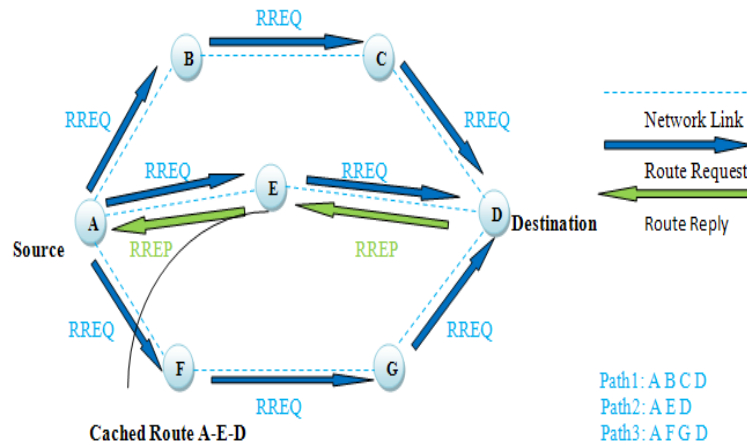 RREQ
B
C
RREQ
RREQ
Network Link
RREQ
RREQ
Route Request
E
A
D
Destination
Source
RREP
RREP
Route Reply
RREQ
RREQ
F
G
RREQ
Path1: A B C D
Path2: A E D
Path3: A F G D
Cached Route A-E-D